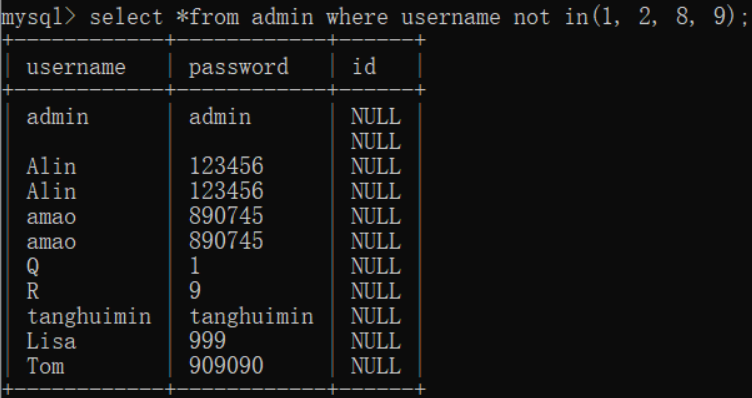 mysql> select *from admin where username not in(1, 2, 8, 9);
+-------------+-------------+------+
| username    | password    | id   |
+-------------+-------------+------+
| admin       | admin       | NULL |
|             |             | NULL |
| Alin        | 123456      | NULL |
| Alin        | 123456      | NULL |
| amao        | 890745      | NULL |
| amao        | 890745      | NULL |
| Q           | 1           | NULL |
| R           | 9           | NULL |
| tanghuimin  | tanghuimin  | NULL |
| Lisa        | 999         | NULL |
| Tom         | 909090      | NULL |
+-------------+-------------+------+